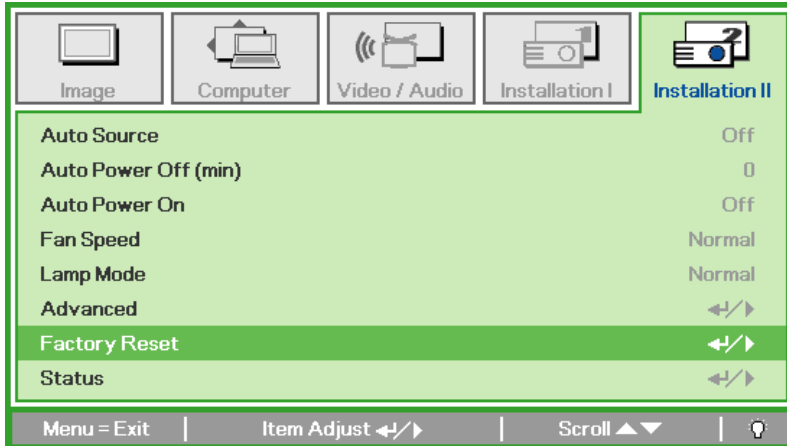 Image Computer Video / Audio Installation I Installation II
Auto Source Off
Auto Power Off (min) 0
Auto Power On Off
Fan Speed Normal
Lamp Mode Normal
Advanced ↵/▶
Factory Reset ↵/▶
Status ↵/▶
Menu = Exit | Item Adjust ↵/▶ | Scroll ▲▼ |